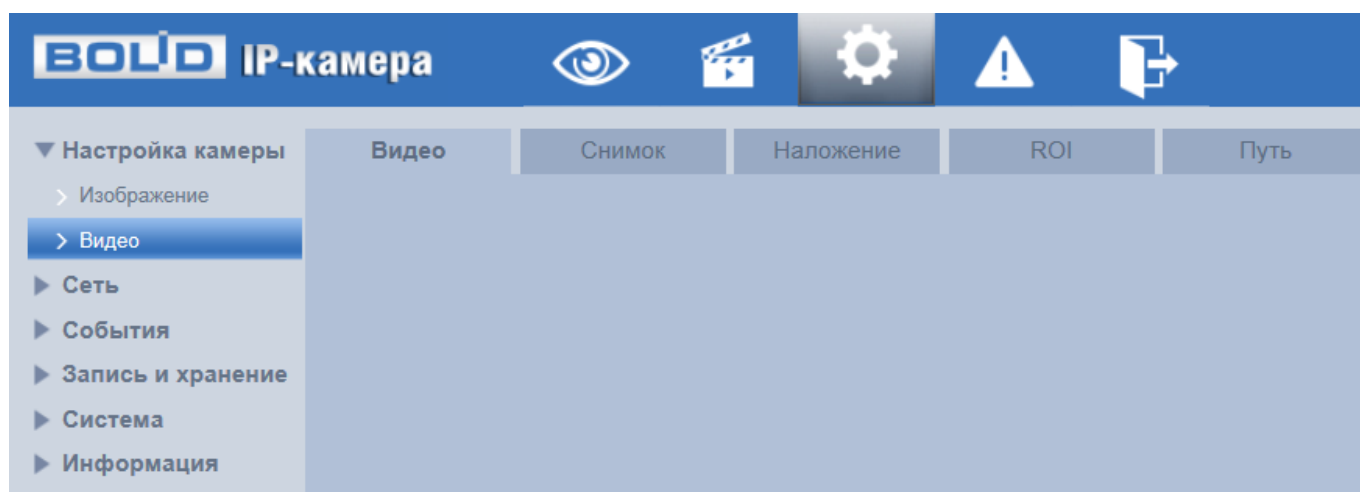 BOLID IP-камера
Настройка камеры
Видео
Снимок
Наложение
ROI
Путь
Изображение
Видео
Сеть
События
Запись и хранение
Система
Информация